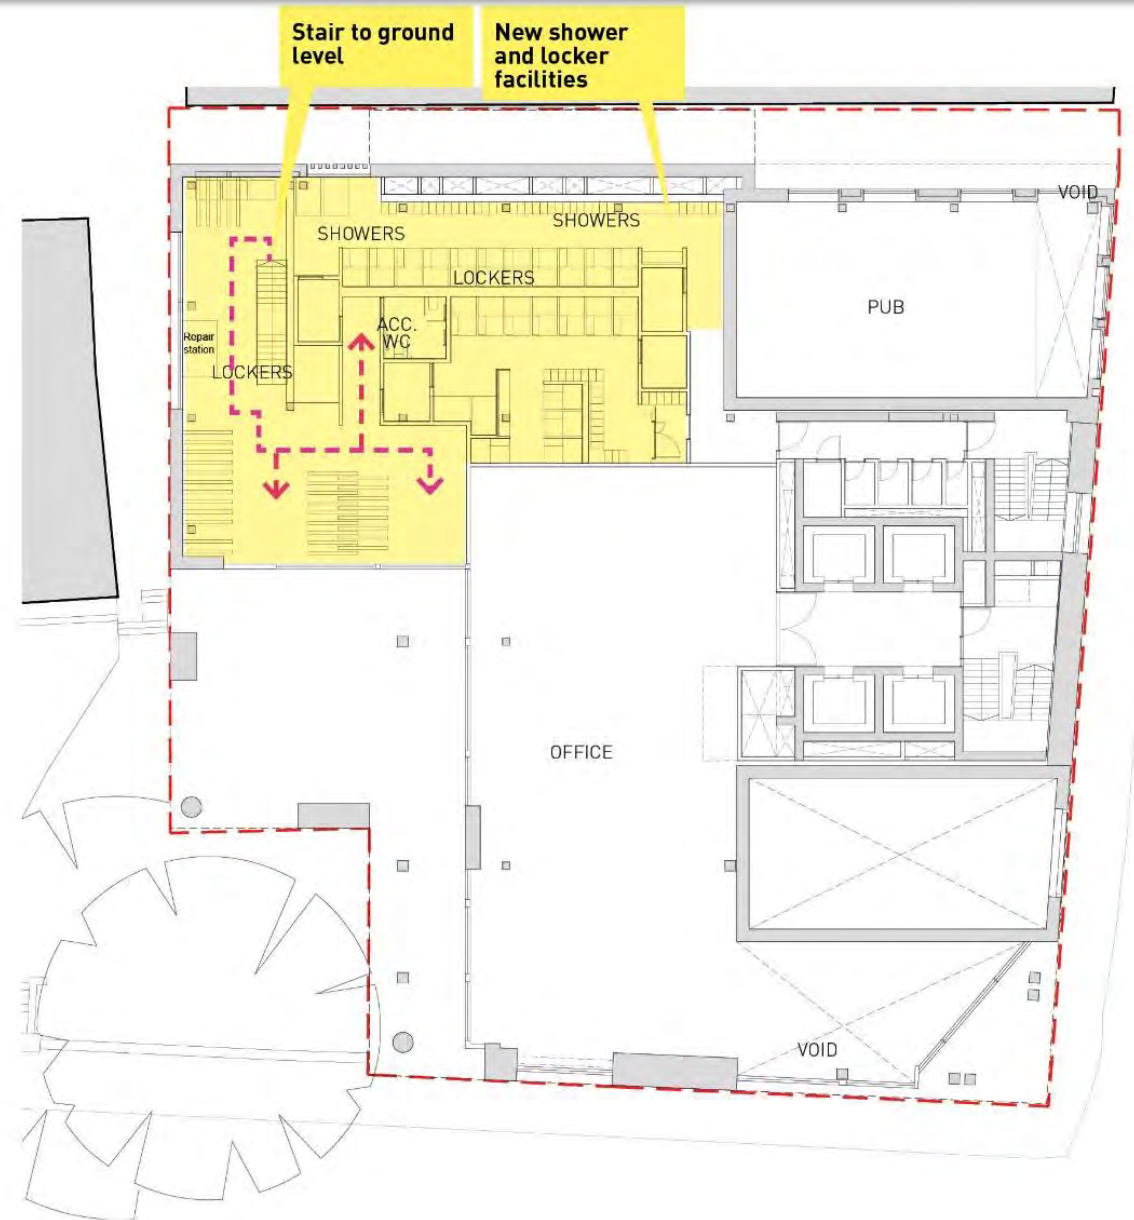 Stair to ground
level
New shower
and locker
facilities
VOID
SHOWERS
SHOWERS
LOCKERS
PUB
ACC.
WC
Ropair
station
LOCKERS
OFFICE
VOID